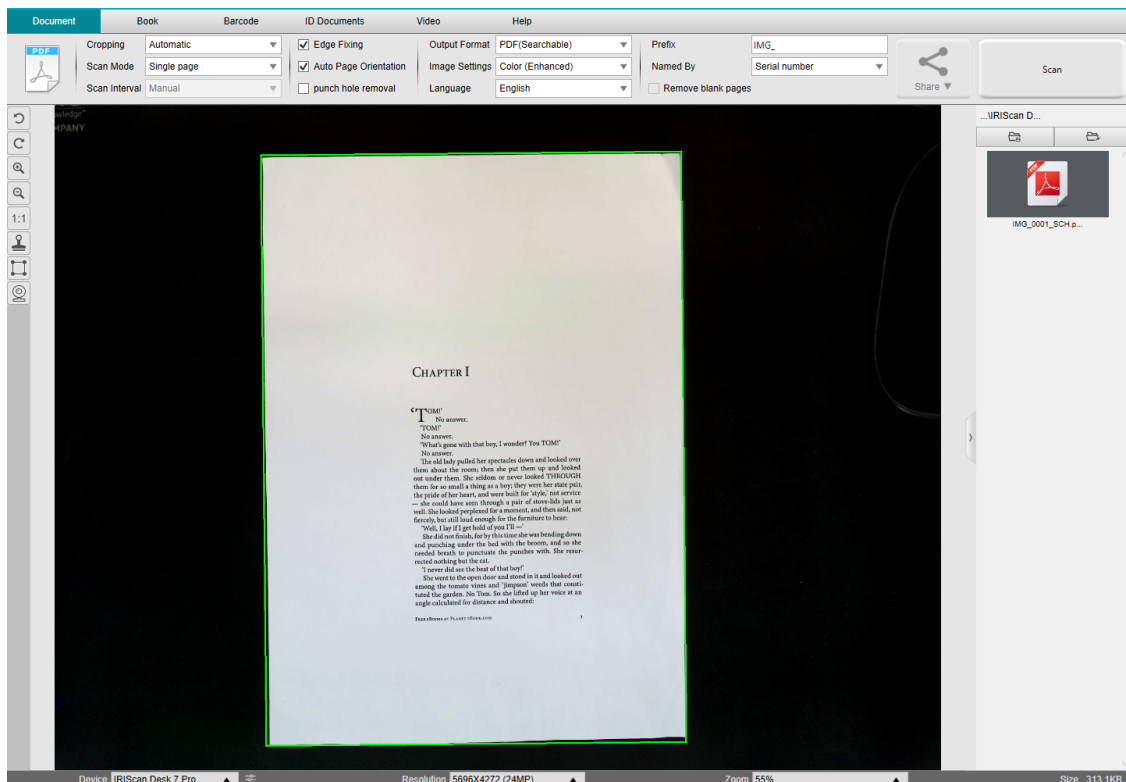 Document Book Barcode ID Documents Video Help
Cropping Automatic Edge Fixing Output Format PDF(Searchable) Prefix IMG_
Scan Mode Single page Auto Page Orientation Image Settings Color (Enhanced) Named By Serial number
Scan Interval Manual punch hole removal Language English Remove blank pages
PDF
Share
Scan
MPANY
1:1
...\IRIScan D...
IMG_0001_SCH.p...
CHAPTER I
‘TOM!’
No answer.
‘TOM!’
No answer.
‘What’s gone with that boy, I wonder? You TOM!’
No answer.
The old lady pulled her spectacles down and looked over
them about the room; then she put them up and looked
out under them. She seldom or never looked THROUGH
them for so small a thing as a boy; they were her state pair,
the pride of her heart, and were built for ‘style,’ not service
— she could have seen through a pair of stove-lids just as
well. She looked perplexed for a moment, and then said, not
fiercely, but still loud enough for the furniture to hear:
‘Well, I lay if I get hold of you I’ll —’
She did not finish, for by this time she was bending down
and punching under the bed with the broom, and so she
needed breath to punctuate the punches with. She resur-
rected nothing but the cat.
‘I never did see the beat of that boy!’
She went to the open door and stood in it and looked out
among the tomato vines and ‘jimpson’ weeds that consti-
tuted the garden. No Tom. So she lifted up her voice at an
angle calculated for distance and shouted:
FREE EBOOKS AT PLANET EBOOK.COM
Device IRIScan Desk 7 Pro Resolution 5696X4272 (24MP) Zoom 55% Size 313.1KB